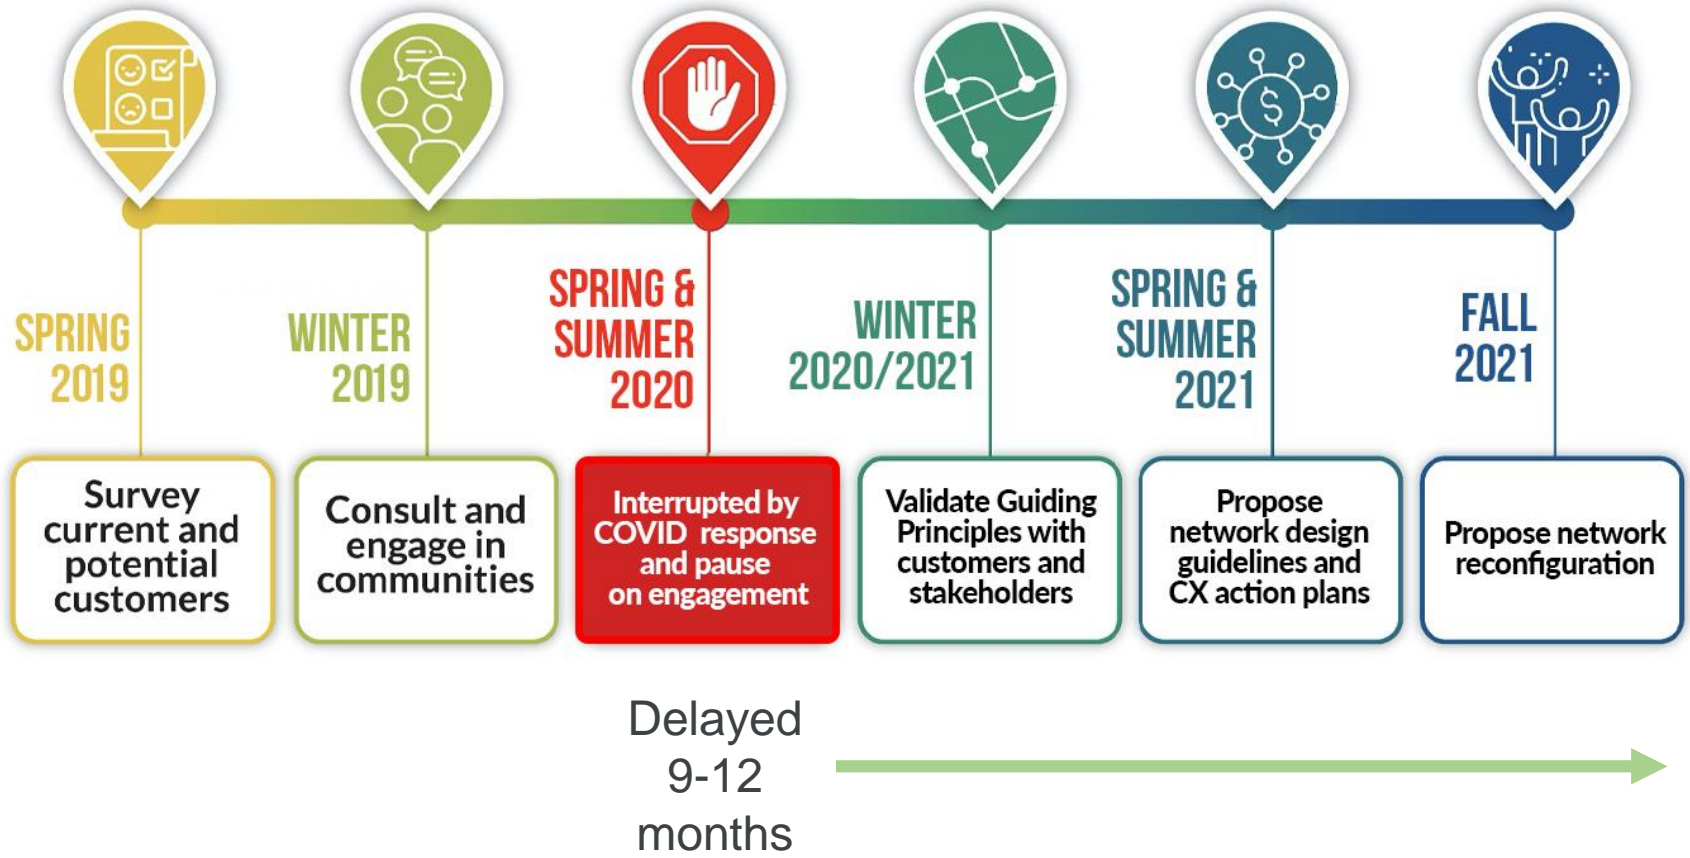 SPRING
2019
WINTER
2019
SPRING &
SUMMER
2020
WINTER
2020/2021
SPRING &
SUMMER
2021
FALL
2021
Survey
current and
potential
customers
Consult and
engage in
communities
Interrupted by
COVID response
and pause
on engagement
Validate Guiding
Principles with
customers and
stakeholders
Propose
network design
guidelines and
CX action plans
Propose network
reconfiguration
Delayed
9-12
months